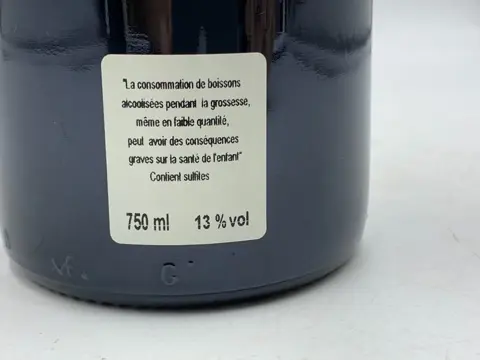 "La consommation de boissons
alcoolisées pendant la grossesse,
même en faible quantité,
peut avoir des conséquences
graves sur la santé de l'enfant"
Contient sulfites
750 ml 13 % vol
G